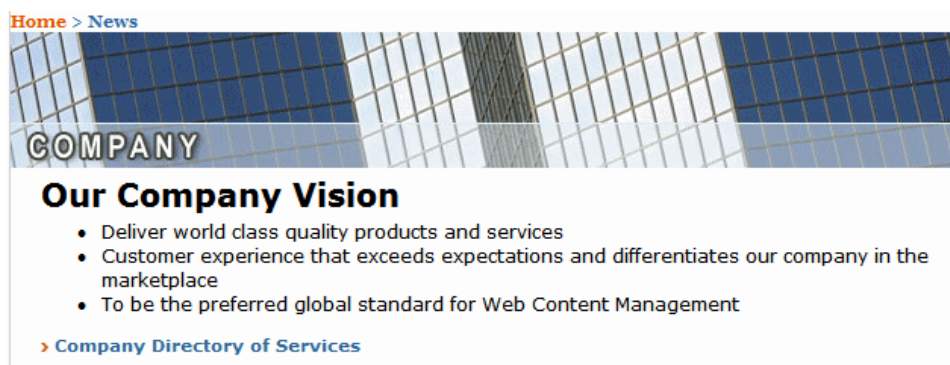 Home > News
COMPANY
Our Company Vision
• Deliver world class quality products and services
• Customer experience that exceeds expectations and differentiates our company in the
marketplace
• To be the preferred global standard for Web Content Management
› Company Directory of Services